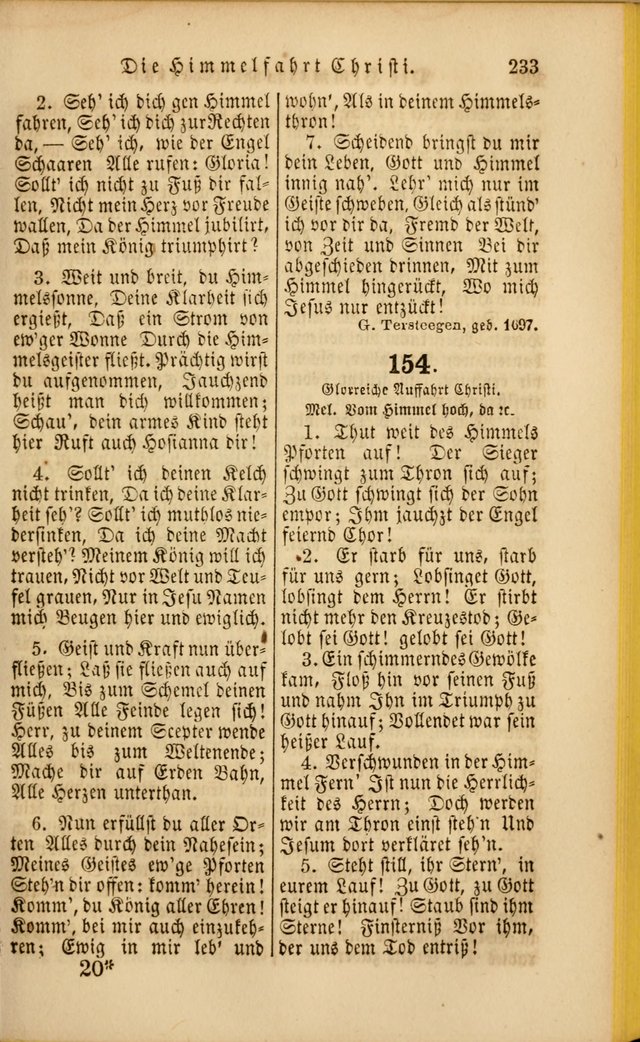 Die Himmelfahrt Christi. 233
2. Seh' ich dich gen Himmel
fahren, Seh' ich dich zur Rechten
da, — Seh' ich, wie der Engel
Schaaren Alle rufen: Gloria!
Sollt' ich nicht zu Fuß dir fal-
len, Nicht mein Herz vor Freude
wallen, Da der Himmel jubilirt,
Daß mein König triumphirt?
3. Weit und breit, du Him-
melssonne, Deine Klarheit sich
ergießt, Daß ein Strom von
ew'ger Wonne Durch die Him-
melsgeister fließt. Prächtig wirst
du aufgenommen, Jauchzend
heißt man dich willkommen;
Schau', dein armes Kind steht
hier Ruft auch Hosianna dir!
4. Sollt' ich deinen Kelch
nicht trinken, Da ich deine Klar-
heit seh'? Sollt' ich muthlos nie-
dersinken, Da ich deine Macht
versteh'? Meinem König will ich
trauen, Nicht vor Welt und Teu-
fel grauen, Nur in Jesu Namen
mich Beugen hier und ewiglich.
5. Geist und Kraft nun über-
fließen; Laß sie fließen auch auf
mich, Bis zum Schemel deinen
Füßen Alle Feinde legen sich!
Herr, zu deinem Scepter wende
Alles bis zum Weltenende;
Mache dir auf Erden Bahn,
Alle Herzen unterthan.
6. Nun erfüllst du aller Or-
ten Alles durch dein Nahesein;
Meines Geistes ew'ge Pforten
Steh'n dir offen: komm' herein!
Komm', du König aller Ehren!
Komm', bei mir auch einzukeh-
ren; Ewig in mir leb' und
20*
wohn', Als in deinem Himmels-
thron!
7. Scheidend bringst du mir
dein Leben, Gott und Himmel
innig nah'. Lehr' mich nur im
Geiste schweben, Gleich als stünd'
ich vor dir da, Fremd der Welt,
von Zeit und Sinnen Bei dir
abgeschieden drinnen, Mit zum
Himmel hingerückt, Wo mich
Jesus nur entzückt!
G. Tersteegen, geb. 1697.
154.
Glorreiche Auffahrt Christi.
Mel. Vom Himmel hoch, da ꝛc.
1. Thut weit des Himmels
Pforten auf! Der Sieger
schwingt zum Thron sich auf;
Zu Gott schwingt sich der Sohn
empor; Ihm jauchzt der Engel
feiernd Chor!
2. Er starb für uns, starb
für uns gern; Lobsinget Gott,
lobsingt dem Herrn! Er stirbt
nicht mehr den Kreuzestod; Ge-
lobt sei Gott! gelobt sei Gott!
3. Ein schimmerndes Gewölke
kam, Floß hin vor seinen Fuß
und nahm Ihn im Triumph zu
Gott hinauf; Vollendet war sein
heißer Lauf.
4. Verschwunden in der Him-
mel Fern' Ist nun die Herrlich-
keit des Herrn; Doch werden
wir am Thron einst steh'n Und
Jesum dort verkläret seh'n.
5. Steht still, ihr Stern', in
eurem Lauf! Zu Gott, zu Gott
steigt er hinauf! Staub sind ihm
Sterne! Finsterniß Vor ihm,
der uns dem Tod entriß!